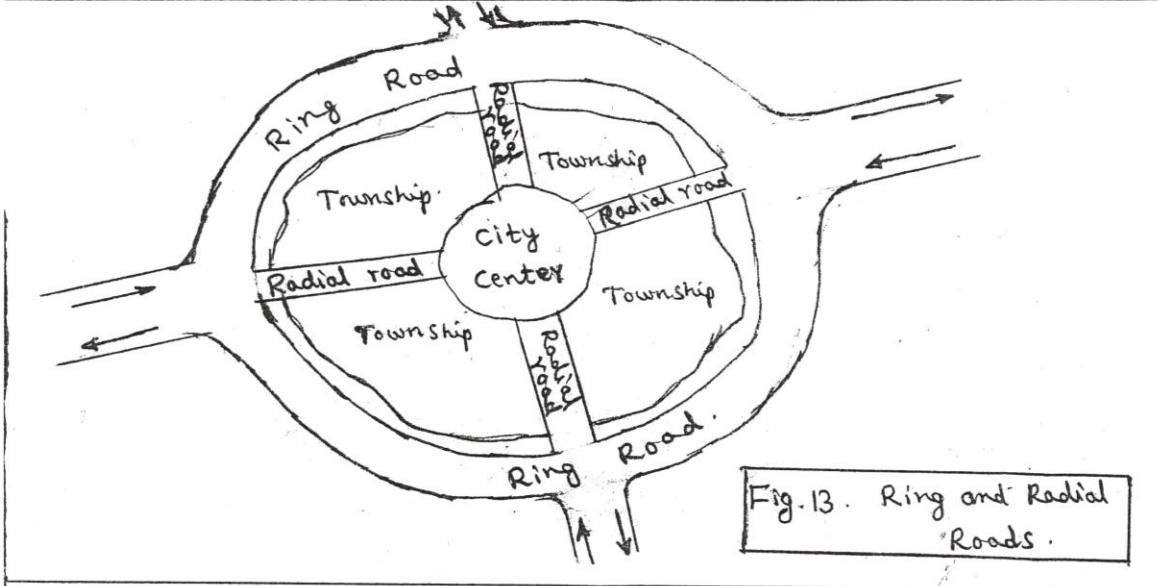 Ring Road
Radial
road
Township
Township
Radial road
City
Center
Radial road
Township
Township
Radial
road
Ring Road.
Fig.13. Ring and Radial
Roads.